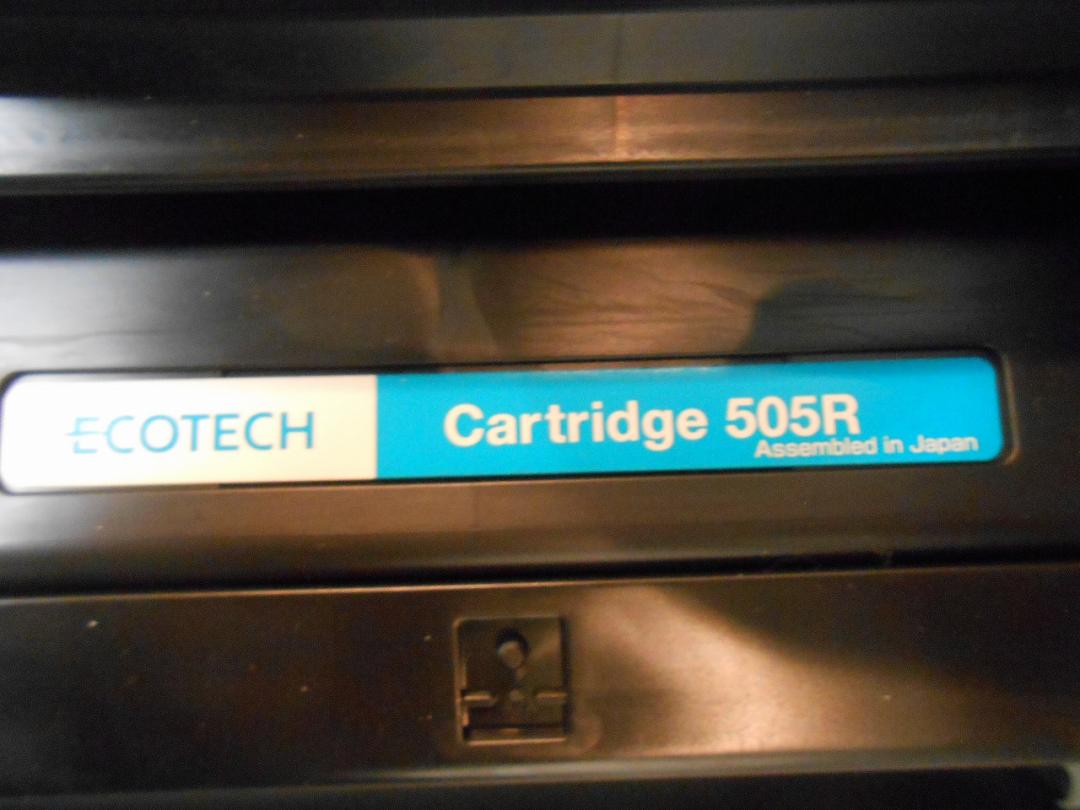 ECOTECH
Cartridge 505R
Assembled in Japan